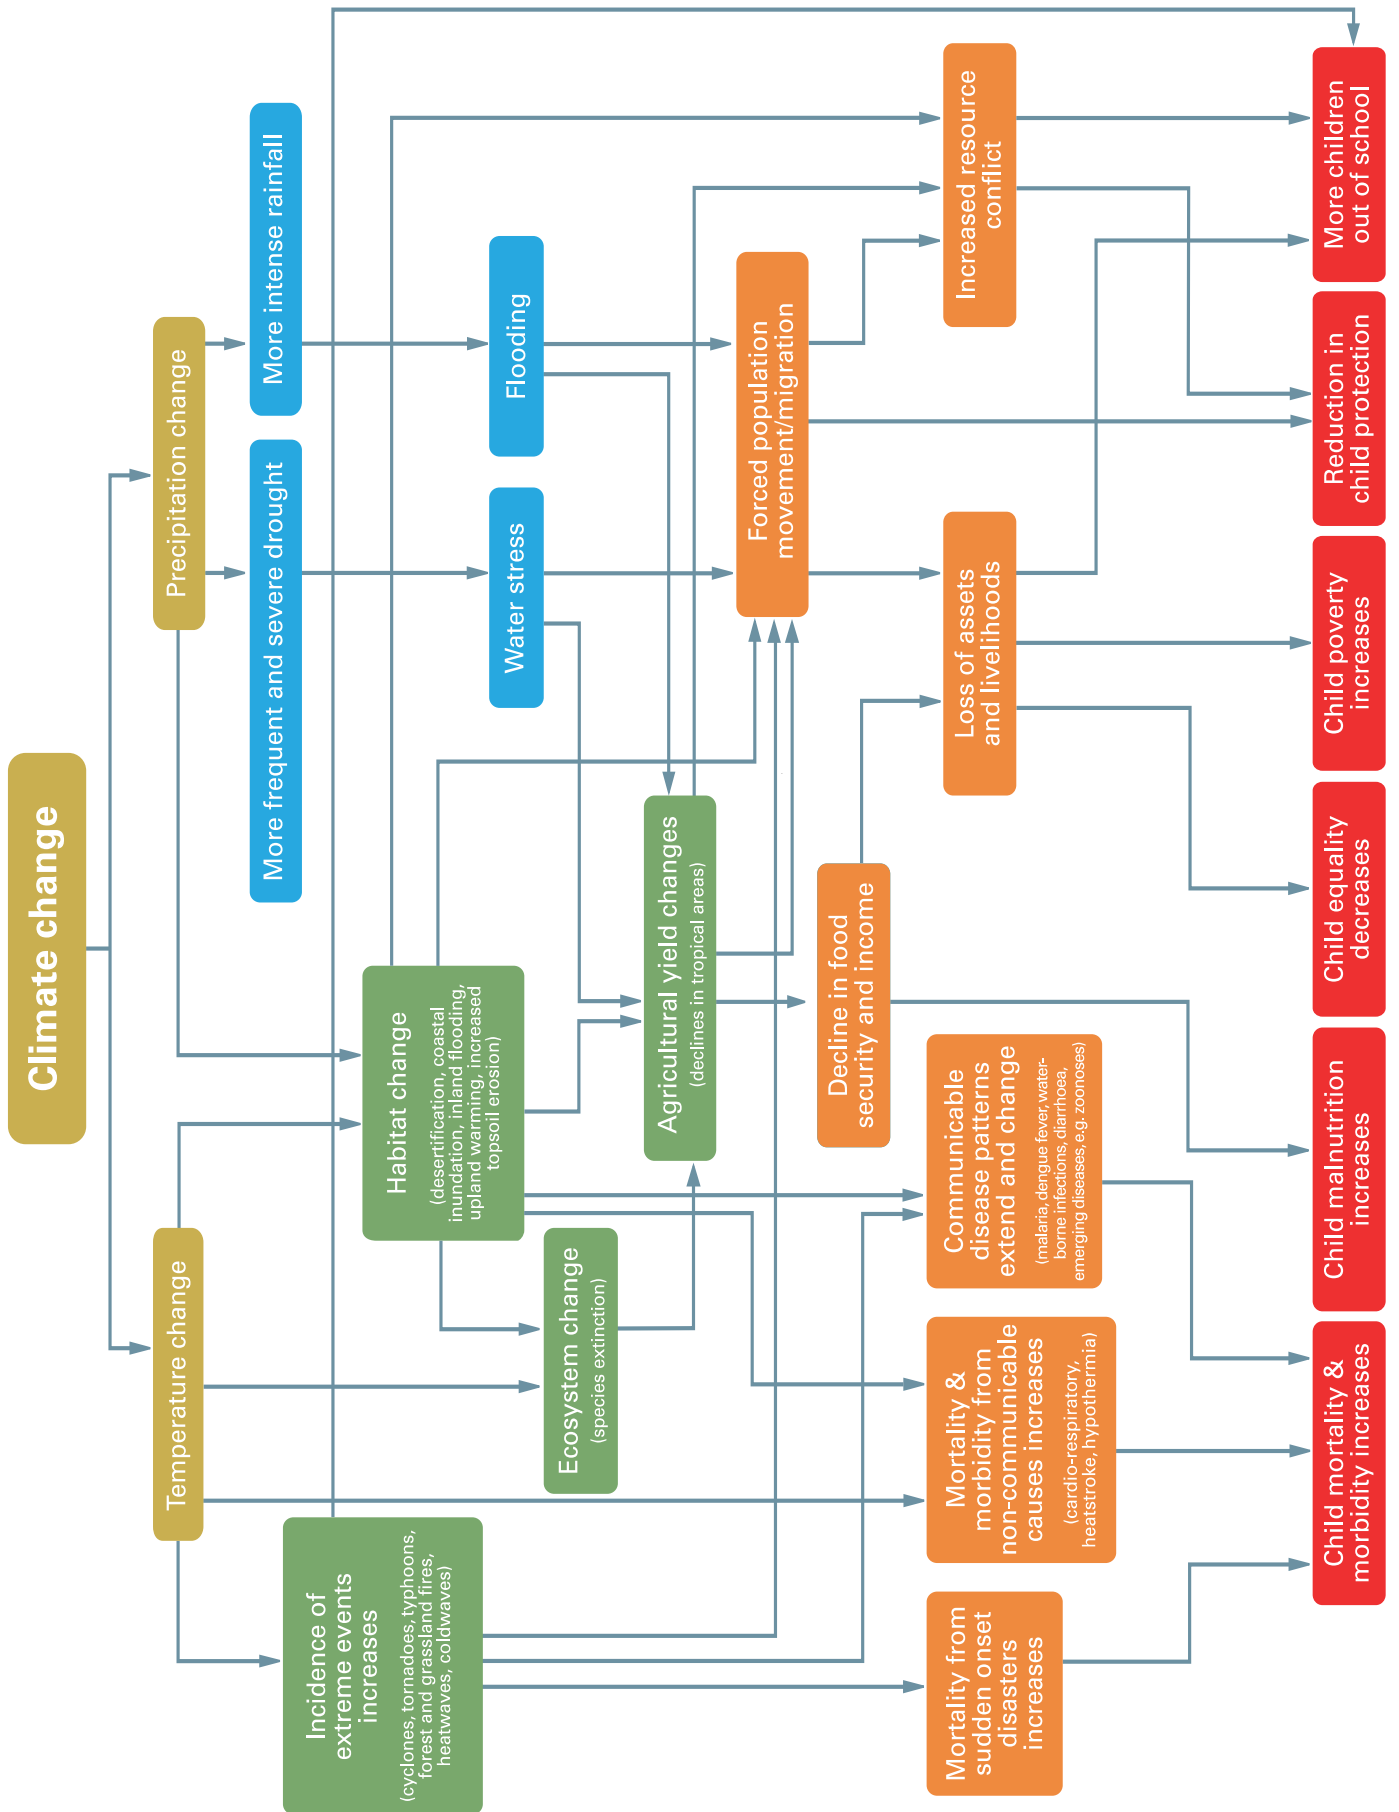 Climate change
Temperature change
Precipitation change
More frequent and severe drought
More intense rainfall
Incidence of
extreme events
increases
(cyclones, tornadoes, typhoons,
forest and grassland fires,
heatwaves, coldwaves)
Habitat change
(desertification, coastal
inundation, inland flooding,
upland warming, increased
topsoil erosion)
Water stress
Flooding
Ecosystem change
(species extinction)
Agricultural yield changes
(declines in tropical areas)
Forced population
movement/migration
Decline in food
security and income
Mortality from
sudden onset
disasters
increases
Mortality &
morbidity from
non-communicable
causes increases
(cardio-respiratory,
heatstroke, hypothermia)
Communicable
disease patterns
extend and change
(malaria, dengue fever, water-
borne infections, diarrhoea,
emerging diseases, e.g. zoonoses)
Loss of assets
and livelihoods
Increased resource
conflict
Child mortality &
morbidity increases
Child malnutrition
increases
Child equality
decreases
Child poverty
increases
Reduction in
child protection
More children
out of school